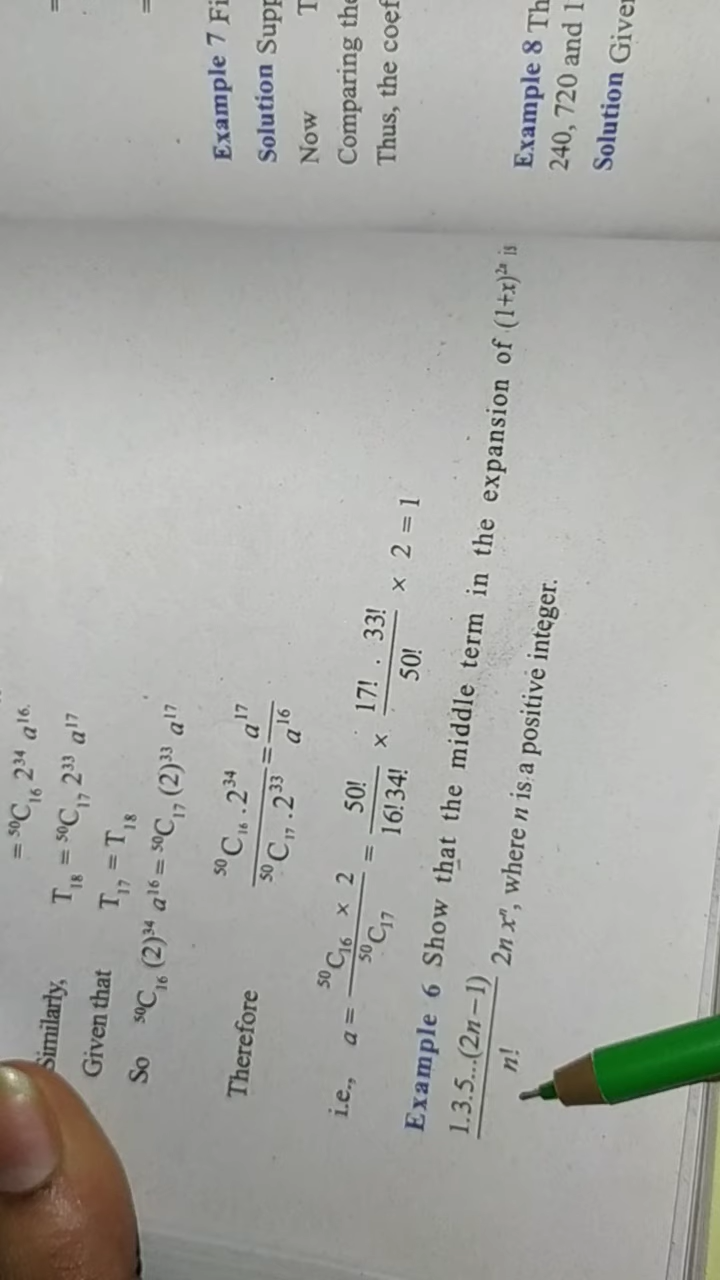 = ⁵⁰C₁₆ 2³⁴ a¹⁶.
Similarly, T₁₈ = ⁵⁰C₁₇ 2³³ a¹⁷
Given that T₁₇ = T₁₈
So ⁵⁰C₁₆ (2)³⁴ a¹⁶ = ⁵⁰C₁₇ (2)³³ a¹⁷
Therefore ⁵⁰C₁₆ . 2³⁴ / ⁵⁰C₁₇ . 2³³ = a¹⁷ / a¹⁶
i.e., a = ⁵⁰C₁₆ × 2 / ⁵⁰C₁₇ = 50! / 16!34! × 17! . 33! / 50! × 2 = 1
Example 6 Show that the middle term in the expansion of (1+x)²ⁿ is
1.3.5...(2n−1) / n! 2n xⁿ, where n is a positive integer.
=
=
Example 7
Solution
Now
Comparing the
Thus, the
Example 8
240, 720 and
Solution